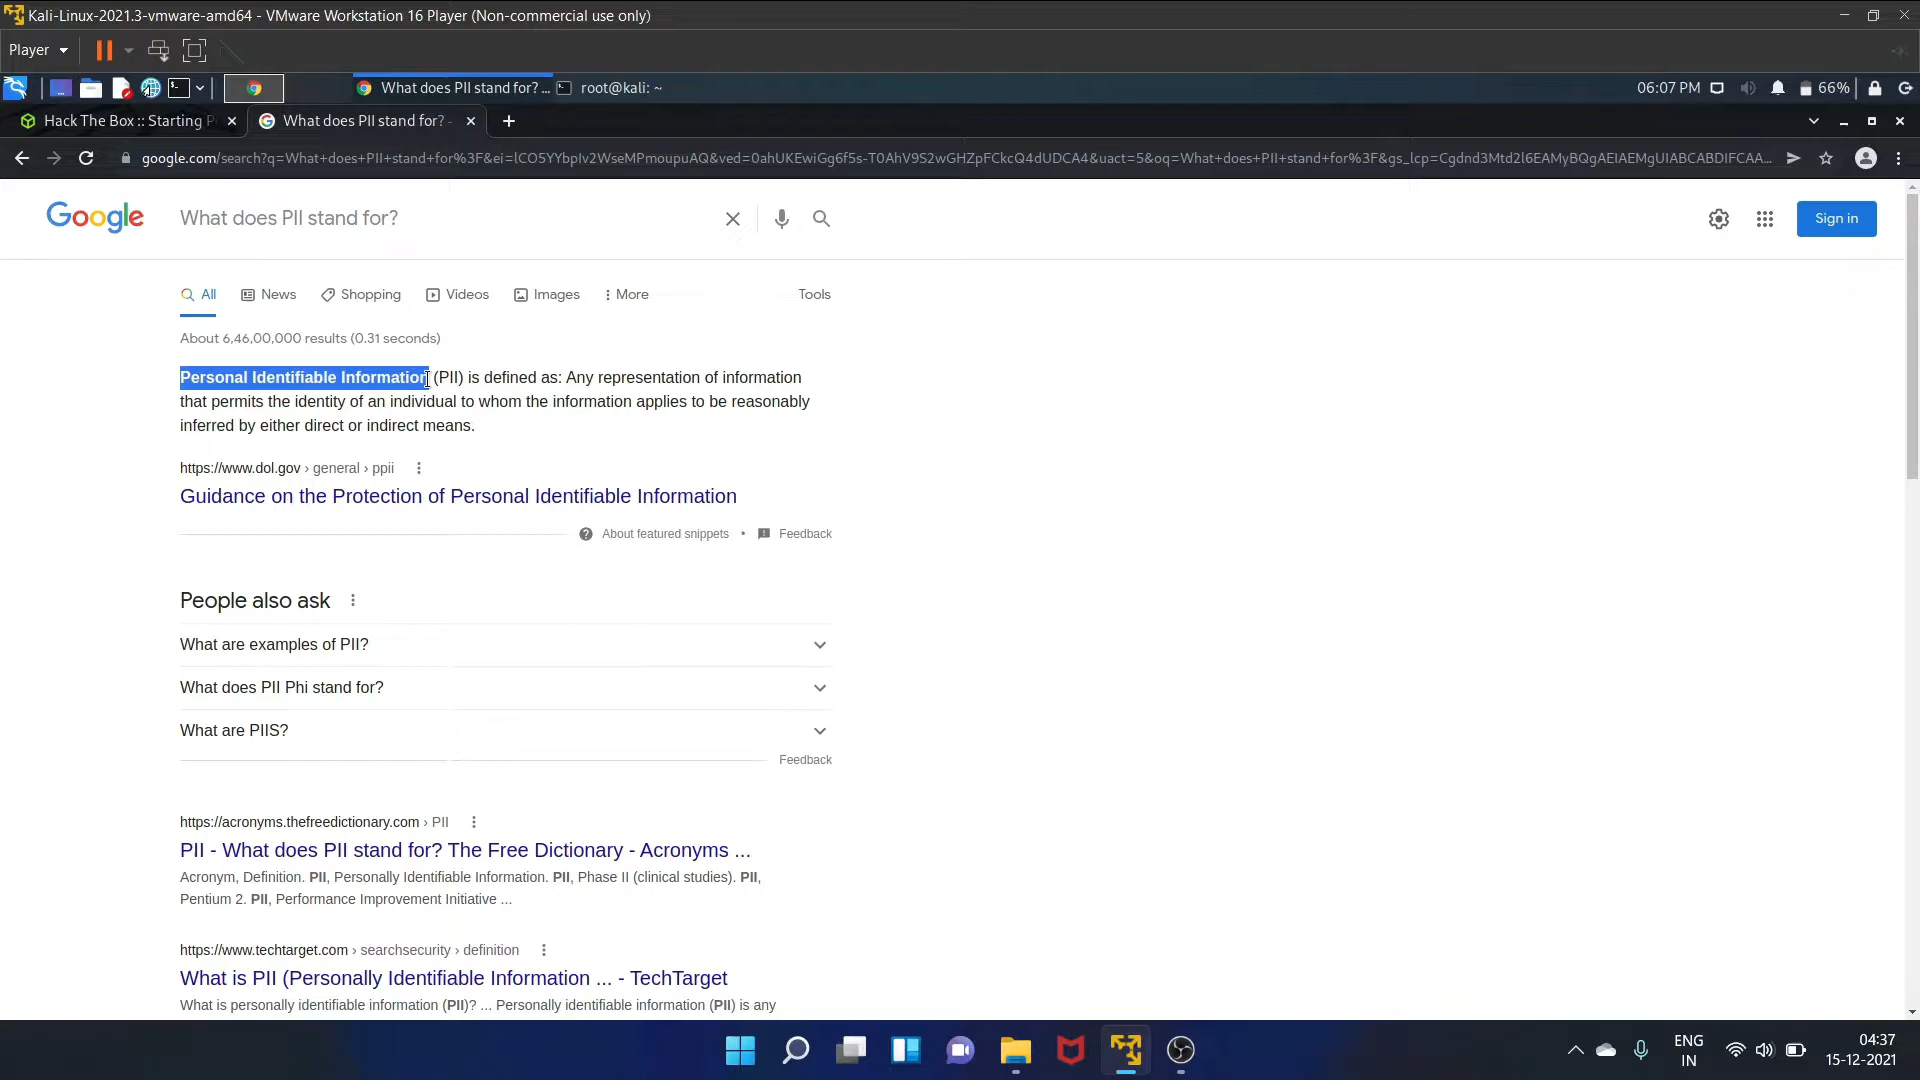 Kali-Linux-2021.3-vmware-amd64 - VMware Workstation 16 Player (Non-commercial use only)
Player
What does PII stand for? ... root@kali: ~ 06:07 PM 66%
Hack The Box :: Starting P What does PII stand for? -
google.com/search?q=What+does+PII+stand+for%3F&ei=lCO5YYbpIv2WseMPmoupuAQ&ved=0ahUKEwiGg6f5s-T0AhV9S2wGHZpFCkcQ4dUDCA4&uact=5&oq=What+does+PII+stand+for%3F&gs_lcp=Cgdnd3Mtd2l6EAMyBQgAEIAEMgUIABCABDIFCAA...
Google What does PII stand for? Sign in
All News Shopping Videos Images More Tools
About 6,46,00,000 results (0.31 seconds)
Personal Identifiable Information (PII) is defined as: Any representation of information
that permits the identity of an individual to whom the information applies to be reasonably
inferred by either direct or indirect means.
https://www.dol.gov › general › ppii
Guidance on the Protection of Personal Identifiable Information
About featured snippets • Feedback
People also ask
What are examples of PII?
What does PII Phi stand for?
What are PIIS?
Feedback
https://acronyms.thefreedictionary.com › PII
PII - What does PII stand for? The Free Dictionary - Acronyms ...
Acronym, Definition. PII, Personally Identifiable Information. PII, Phase II (clinical studies). PII,
Pentium 2. PII, Performance Improvement Initiative ...
https://www.techtarget.com › searchsecurity › definition
What is PII (Personally Identifiable Information ... - TechTarget
What is personally identifiable information (PII)? ... Personally identifiable information (PII) is any
ENG 04:37
IN 15-12-2021